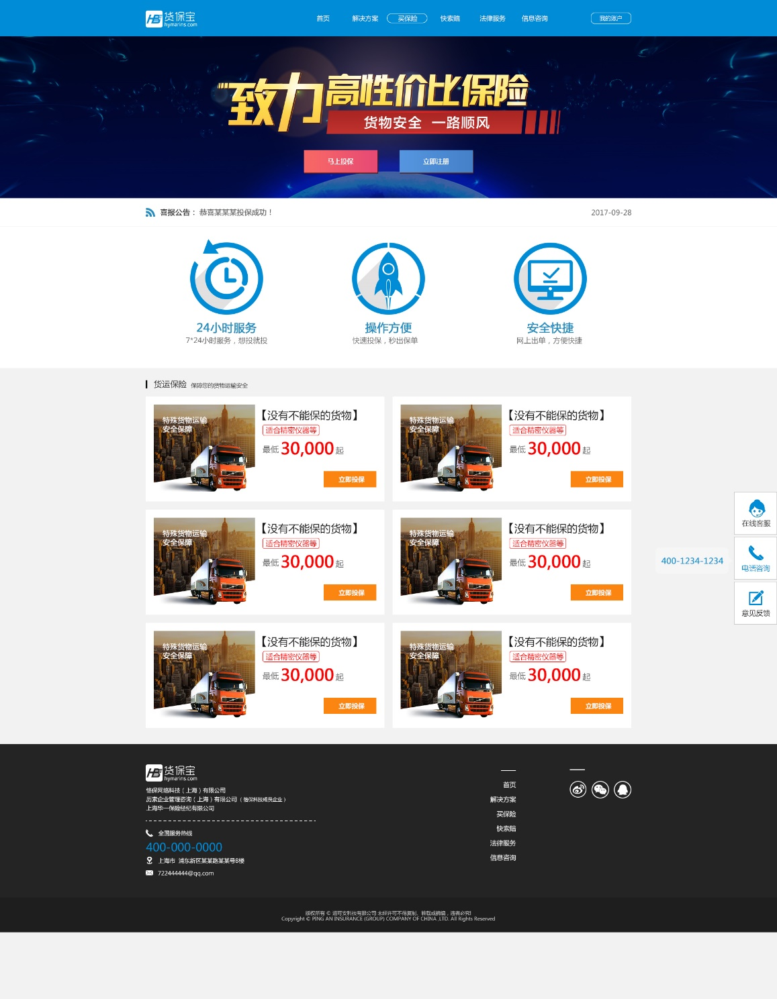 货保宝
hymarins.com
首页 解决方案 买保险 快索赔 法律服务 信息咨询 我的账户
致力高性价比保险
货物安全 一路顺风
马上投保 立即注册
喜报公告： 恭喜某某某投保成功！ 2017-09-28
24小时服务 操作方便 安全快捷
7*24小时服务，想投就投 快速投保，秒出保单 网上出单，方便快捷
货运保险 保障您的货物运输安全
特殊货物运输
安全保障
【没有不能保的货物】
适合精密仪器等
最低 30,000 起
立即投保
特殊货物运输
安全保障
【没有不能保的货物】
适合精密仪器等
最低 30,000 起
立即投保
特殊货物运输
安全保障
【没有不能保的货物】
适合精密仪器等
最低 30,000 起
立即投保
特殊货物运输
安全保障
【没有不能保的货物】
适合精密仪器等
最低 30,000 起
立即投保
特殊货物运输
安全保障
【没有不能保的货物】
适合精密仪器等
最低 30,000 起
立即投保
特殊货物运输
安全保障
【没有不能保的货物】
适合精密仪器等
最低 30,000 起
立即投保
在线客服
400-1234-1234
电话咨询
意见反馈
货保宝
hymarins.com
恪保网络科技（上海）有限公司
历索企业管理咨询（上海）有限公司（恪保科技成员企业）
上海华一保险经纪有限公司
全国服务热线
400-000-0000
上海市 浦东新区某某路某某号8楼
722444444@qq.com
首页
解决方案
买保险
快索赔
法律服务
信息咨询
版权所有 © 运可安科技有限公司 未经许可不得复制、转载或摘编，违者必究!
Copyright © PING AN INSURANCE (GROUP) COMPANY OF CHINA ,LTD. All Rights Reserved